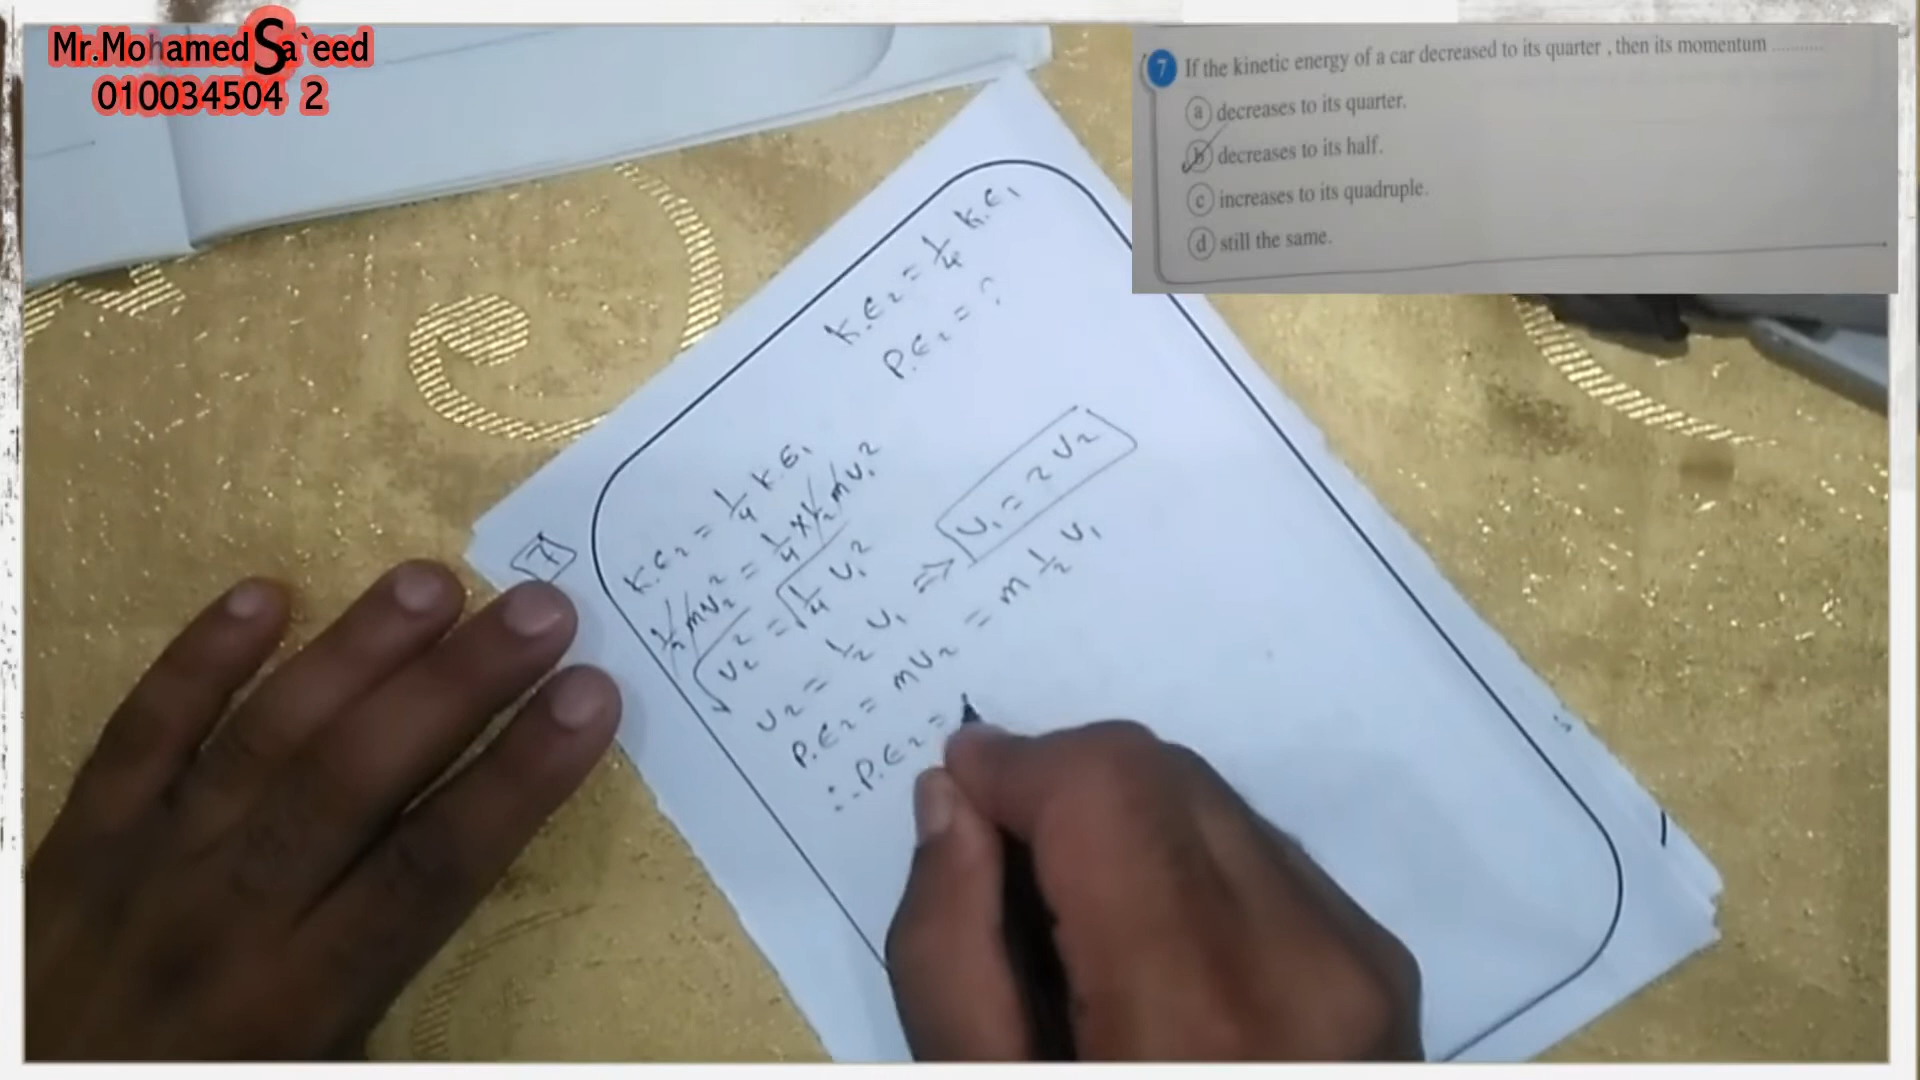 Mr.Mohamed Sa`eed
010034504 2
7 If the kinetic energy of a car decreased to its quarter , then its momentum ..........
a decreases to its quarter.
b decreases to its half.
c increases to its quadruple.
d still the same.
K.E₂ = 1/4 K.E₁
P.E₂ = ?
7
K.E₂ = 1/4 K.E₁
1/2 mv₂² = 1/4 × 1/2 mv₁²
√v₂² = √1/4 v₁²
v₂ = 1/2 v₁ ⇒ v₁ = 2 v₂
P.E₂ = mv₂ = m 1/2 v₁
∴ P.E₂ =